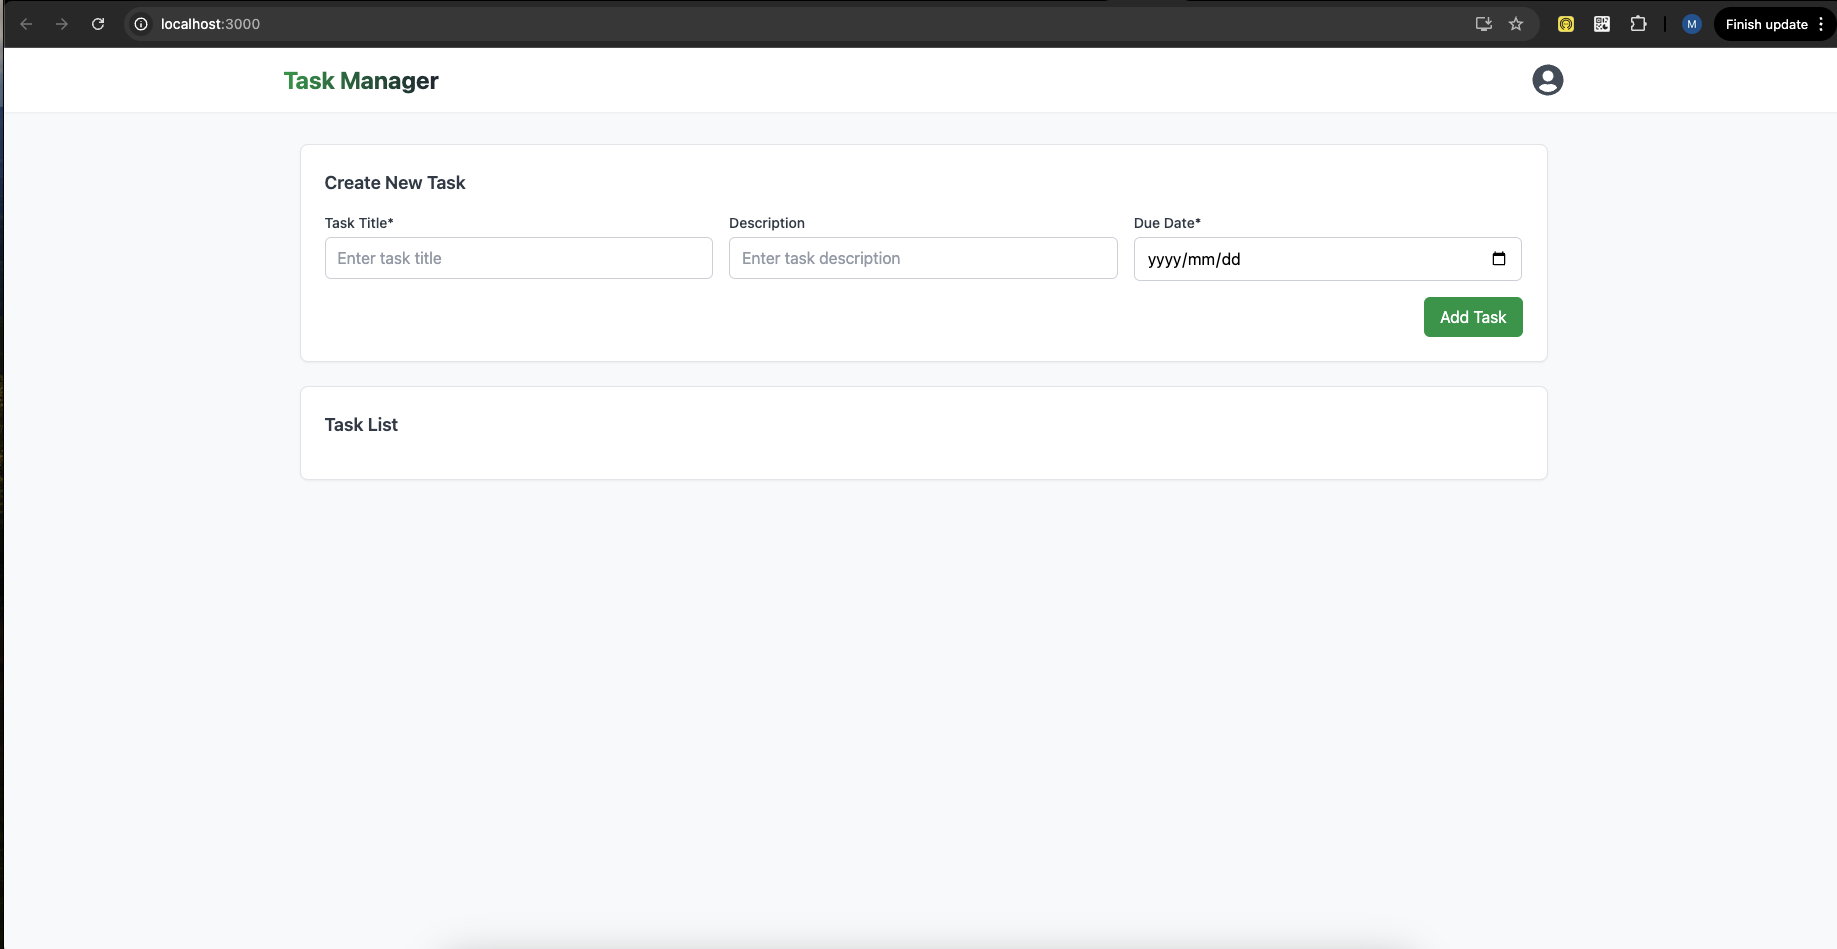 localhost:3000
M
Finish update
Task Manager
Create New Task
Task Title*
Description
Due Date*
Enter task title
Enter task description
yyyy/mm/dd
Add Task
Task List